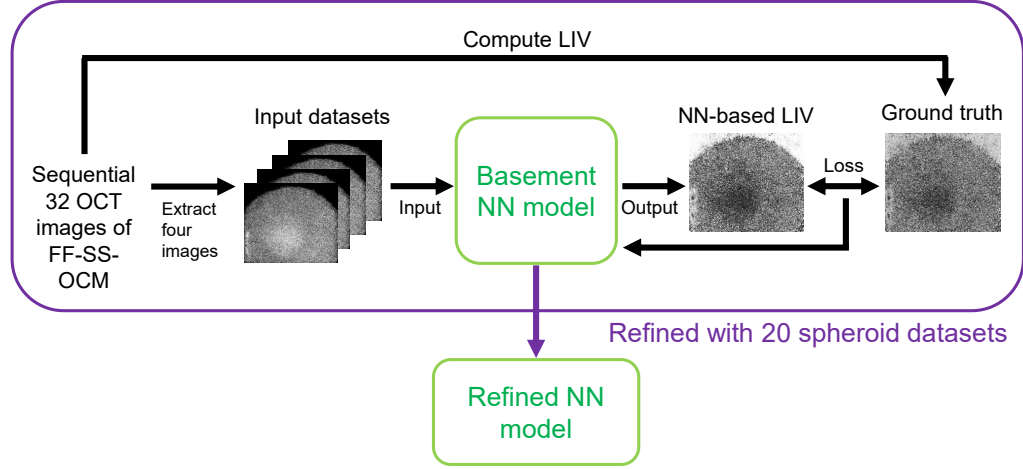 Compute LIV
Input datasets
NN-based LIV
Ground truth
Sequential
32 OCT
images of
FF-SS-
OCM
Extract
four
images
Input
Basement
NN model
Output
Loss
Refined with 20 spheroid datasets
Refined NN
model